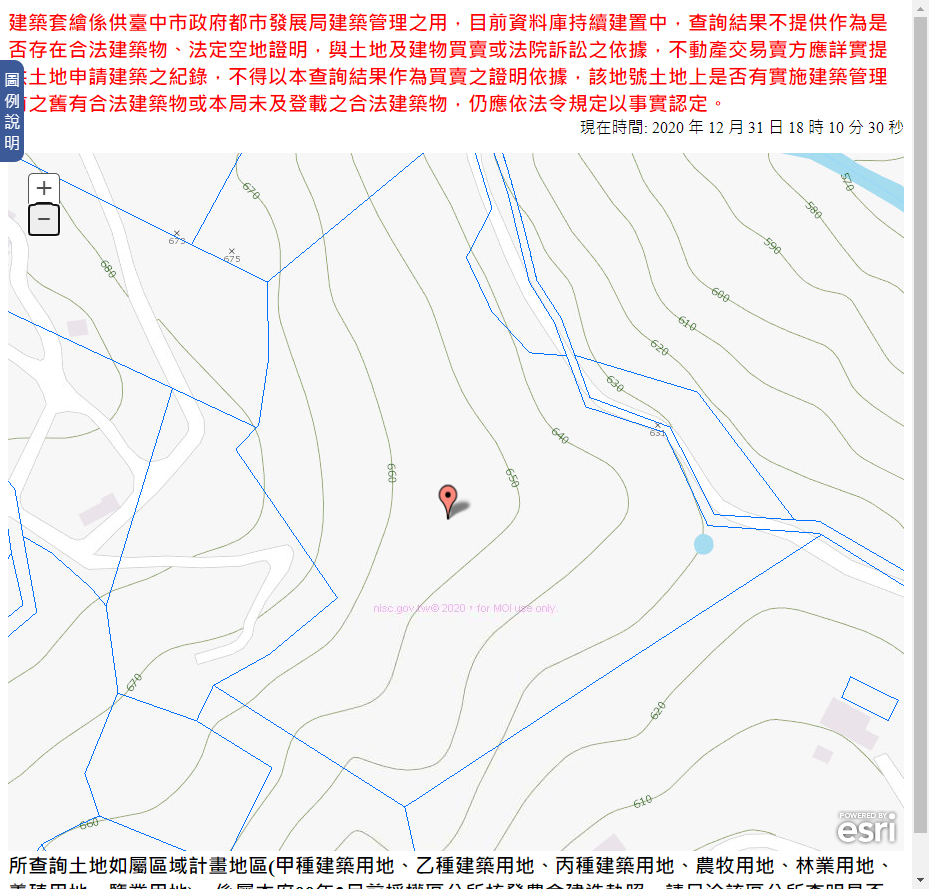 建築套繪係供臺中市政府都市發展局建築管理之用，目前資料庫持續建置中，查詢結果不提供作為是
否存在合法建築物、法定空地證明，與土地及建物買賣或法院訴訟之依據，不動產交易賣方應詳實提
土地申請建築之紀錄，不得以本查詢結果作為買賣之證明依據，該地號土地上是否有實施建築管理
之舊有合法建築物或本局未及登載之合法建築物，仍應依法令規定以事實認定。
圖例說明
現在時間: 2020 年 12 月 31 日 18 時 10 分 30 秒
+
−
670
570
580
673
675
590
680
600
610
620
630
631
640
660
650
nlsc.gov.tw© 2020，for MOI use only.
670
620
610
660
POWERED BY
esri
所查詢土地如屬區域計畫地區(甲種建築用地、乙種建築用地、丙種建築用地、農牧用地、林業用地、